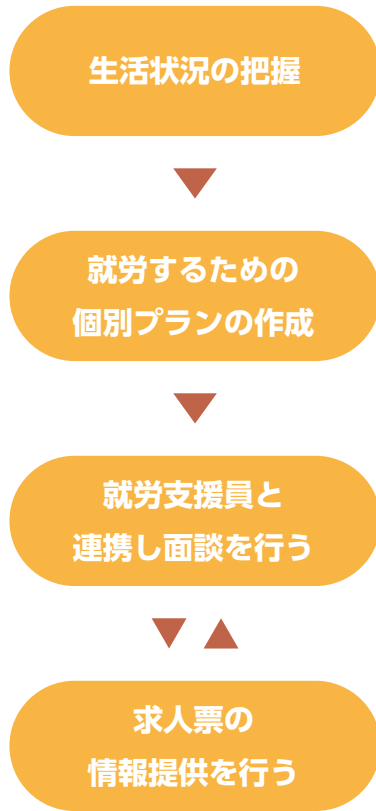 生活状況の把握
就労するための
個別プランの作成
就労支援員と
連携し面談を行う
求人票の
情報提供を行う